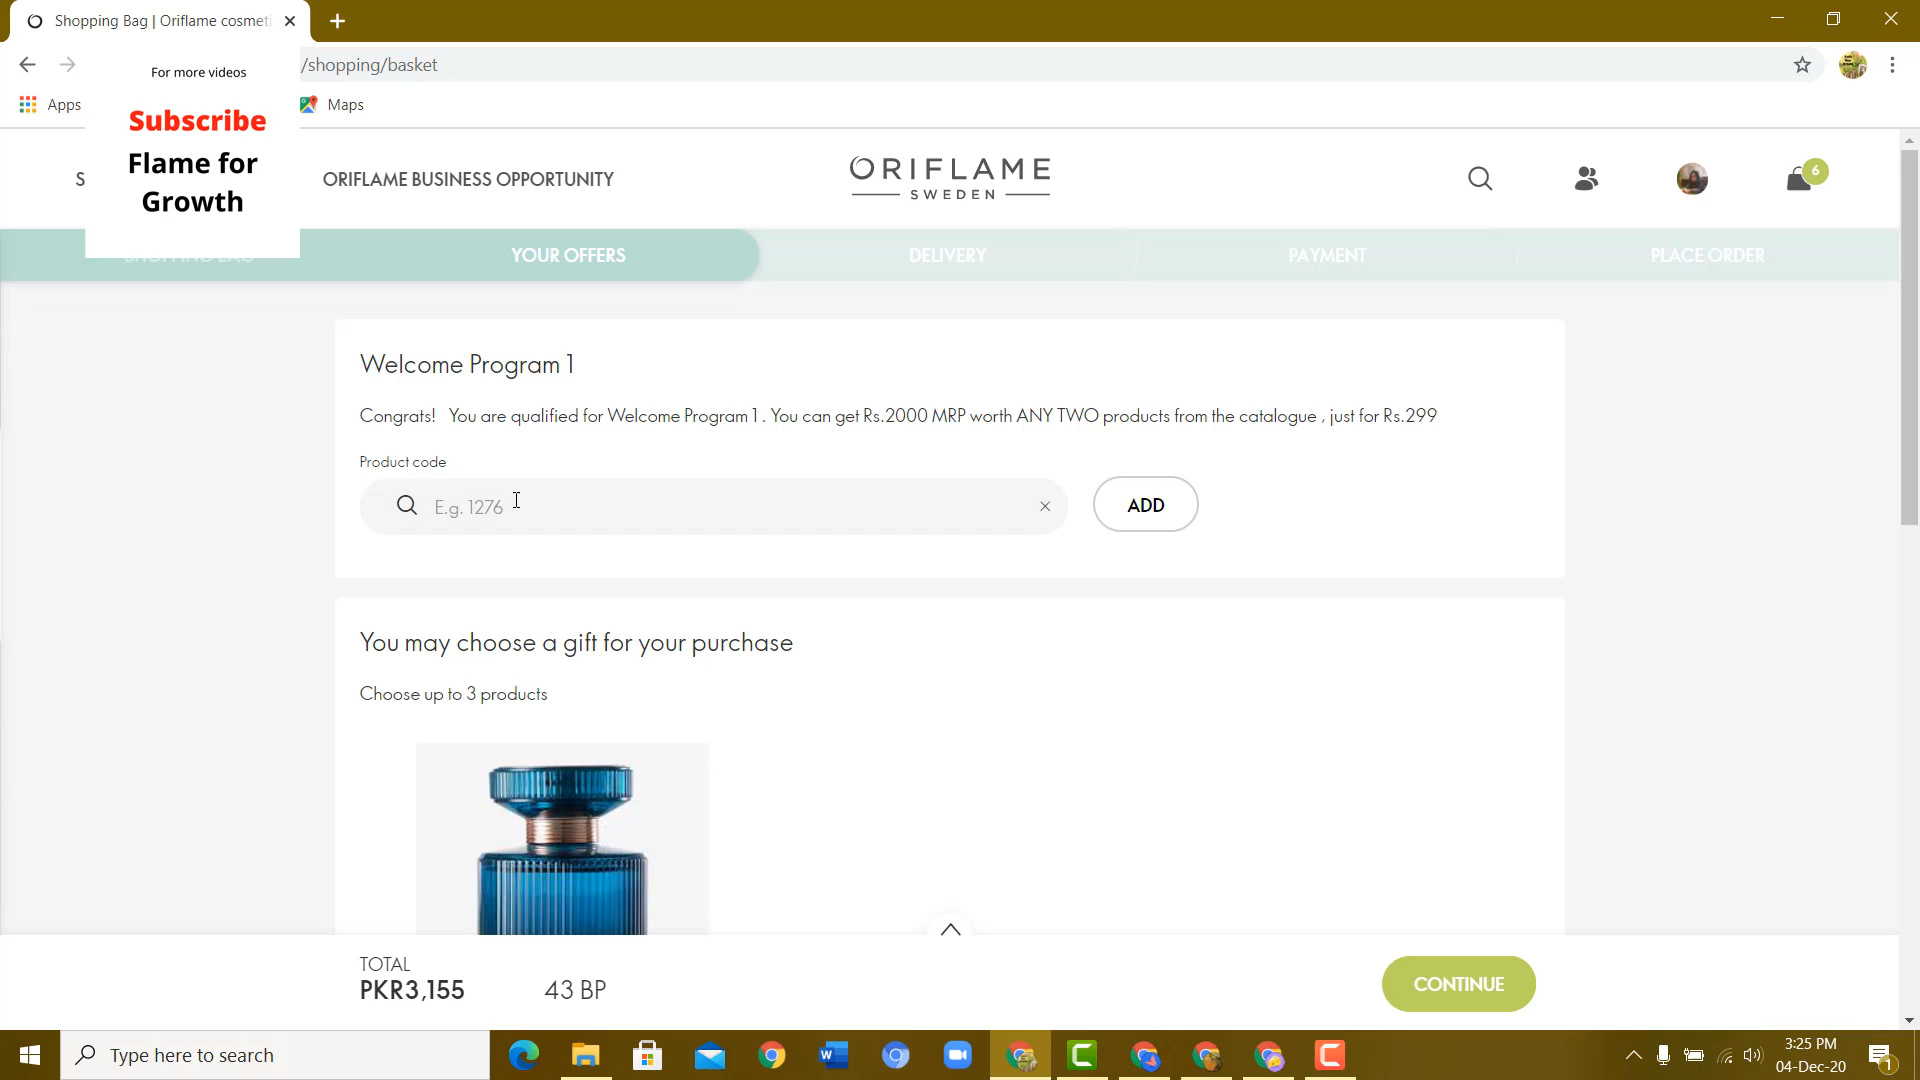 Shopping Bag | Oriflame cosmeti
For more videos
/shopping/basket
Apps
Maps
Subscribe
Flame for
Growth
S
ORIFLAME BUSINESS OPPORTUNITY
ORIFLAME
SWEDEN
6
SHOPPING BAG
YOUR OFFERS
DELIVERY
PAYMENT
PLACE ORDER
Welcome Program 1
Congrats! You are qualified for Welcome Program 1 . You can get Rs.2000 MRP worth ANY TWO products from the catalogue , just for Rs.299
Product code
E.g. 1276
ADD
You may choose a gift for your purchase
Choose up to 3 products
TOTAL
PKR3,155
43 BP
CONTINUE
Type here to search
3:25 PM
04-Dec-20
1